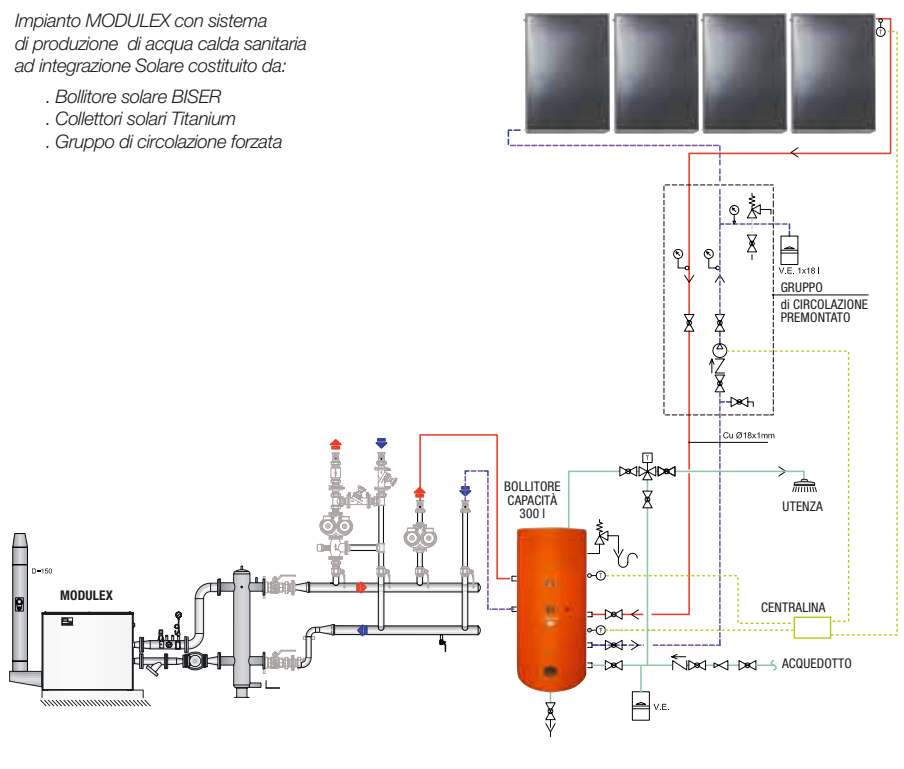 Impianto MODULEX con sistema
di produzione di acqua calda sanitaria
ad integrazione Solare costituito da:
. Bollitore solare BISER
. Collettori solari Titanium
. Gruppo di circolazione forzata
T
V.E. 1x18 l
GRUPPO
di CIRCOLAZIONE
PREMONTATO
Cu Ø18x1mm
T
BOLLITORE
CAPACITÀ
300 l
UTENZA
D=150
MODULEX
T
CENTRALINA
T
ACQUEDOTTO
V.E.